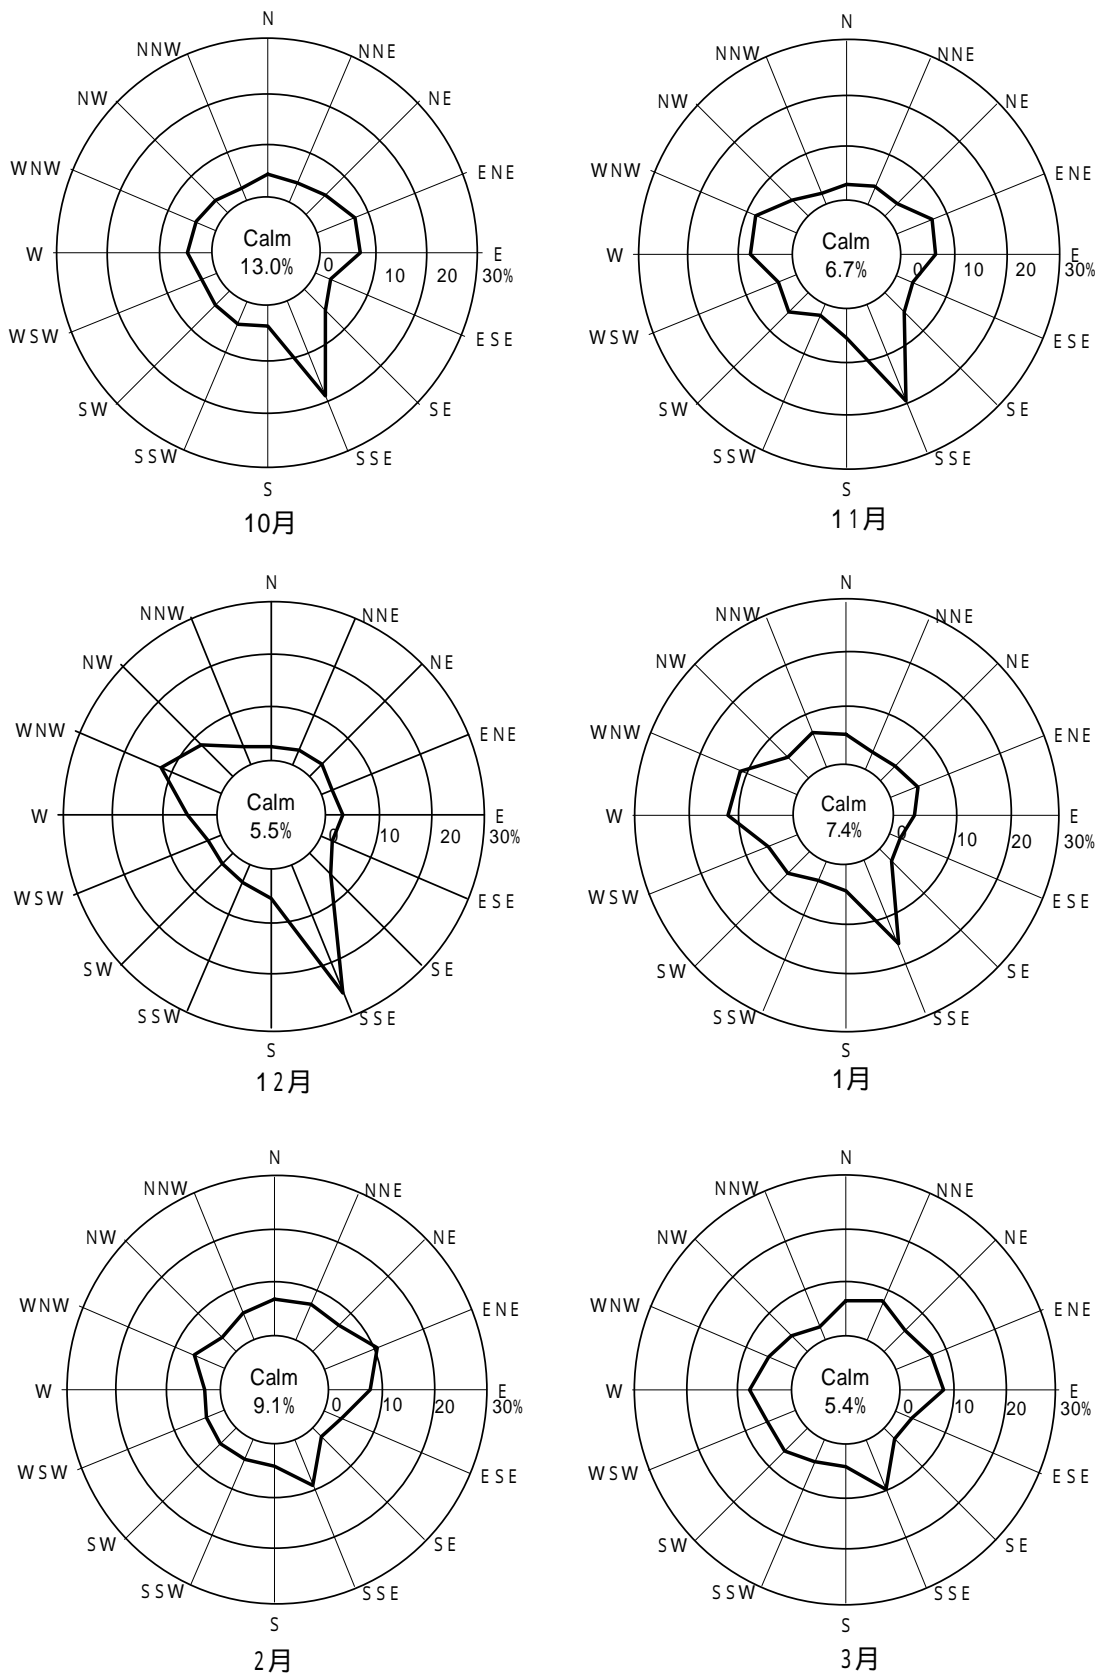 N
NNW NNE
NW NE
WNW ENE
Calm
13.0%
W 0 10 20 30% E
WSW ESE
SW SE
SSW SSE
S
10月
N
NNW NNE
NW NE
WNW ENE
Calm
6.7%
W 0 10 20 30% E
WSW ESE
SW SE
SSW SSE
S
11月
N
NNW NNE
NW NE
WNW ENE
Calm
5.5%
W 0 10 20 30% E
WSW ESE
SW SE
SSW SSE
S
12月
N
NNW NNE
NW NE
WNW ENE
Calm
7.4%
W 0 10 20 30% E
WSW ESE
SW SE
SSW SSE
S
1月
N
NNW NNE
NW NE
WNW ENE
Calm
9.1%
W 0 10 20 30% E
WSW ESE
SW SE
SSW SSE
S
2月
N
NNW NNE
NW NE
WNW ENE
Calm
5.4%
W 0 10 20 30% E
WSW ESE
SW SE
SSW SSE
S
3月